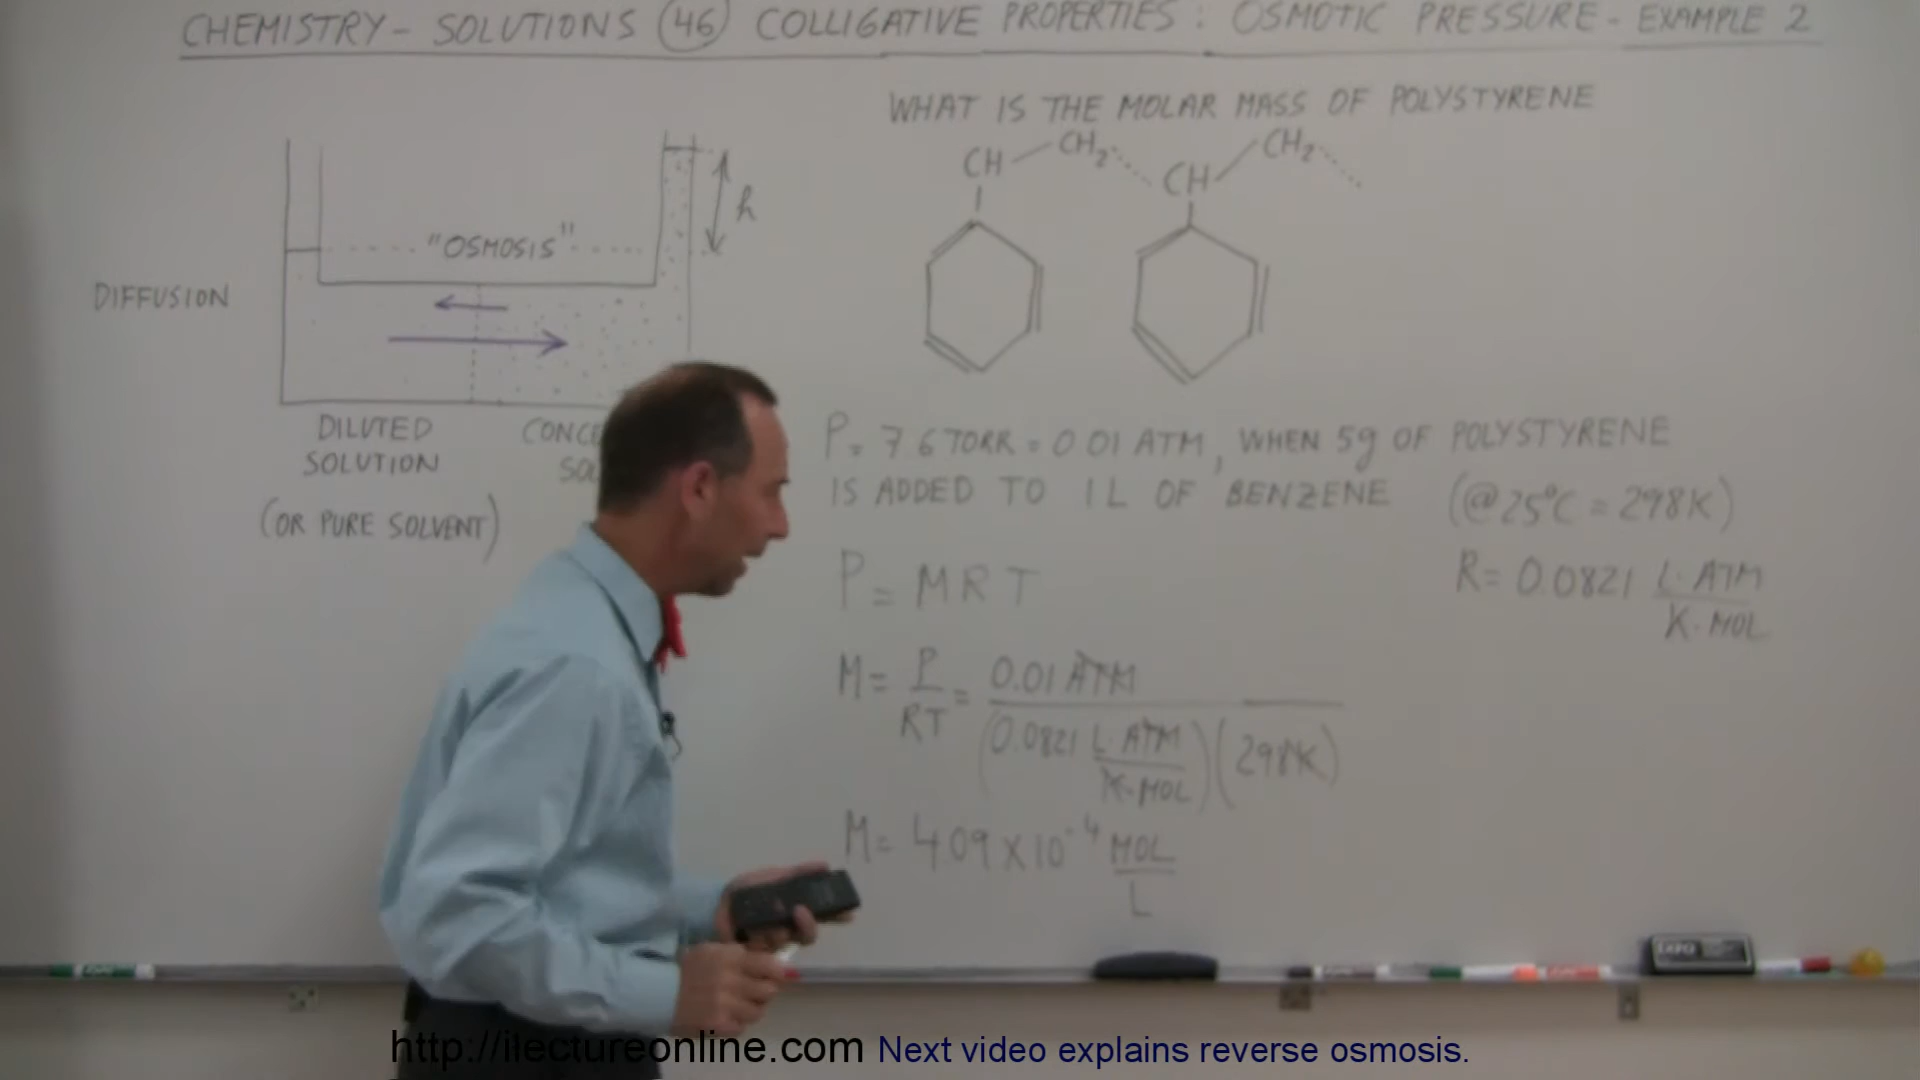 CHEMISTRY - SOLUTIONS (46) COLLIGATIVE PROPERTIES: OSMOTIC PRESSURE - EXAMPLE 2
WHAT IS THE MOLAR MASS OF POLYSTYRENE
CH CH2 CH CH2
h
"OSMOSIS"
DIFFUSION
DILUTED
SOLUTION
(OR PURE SOLVENT)
P = 7.6 TORR = 0.01 ATM, WHEN 5g OF POLYSTYRENE
IS ADDED TO 1 L OF BENZENE (@25°C = 298K)
P = MRT
R = 0.0821 L·ATM
K·MOL
M = P = 0.01 ATM
RT (0.0821 L·ATM)(298K)
K·MOL
M = 4.09 X 10^-4 MOL
L
EXPO
http://ilectureonline.com Next video explains reverse osmosis.